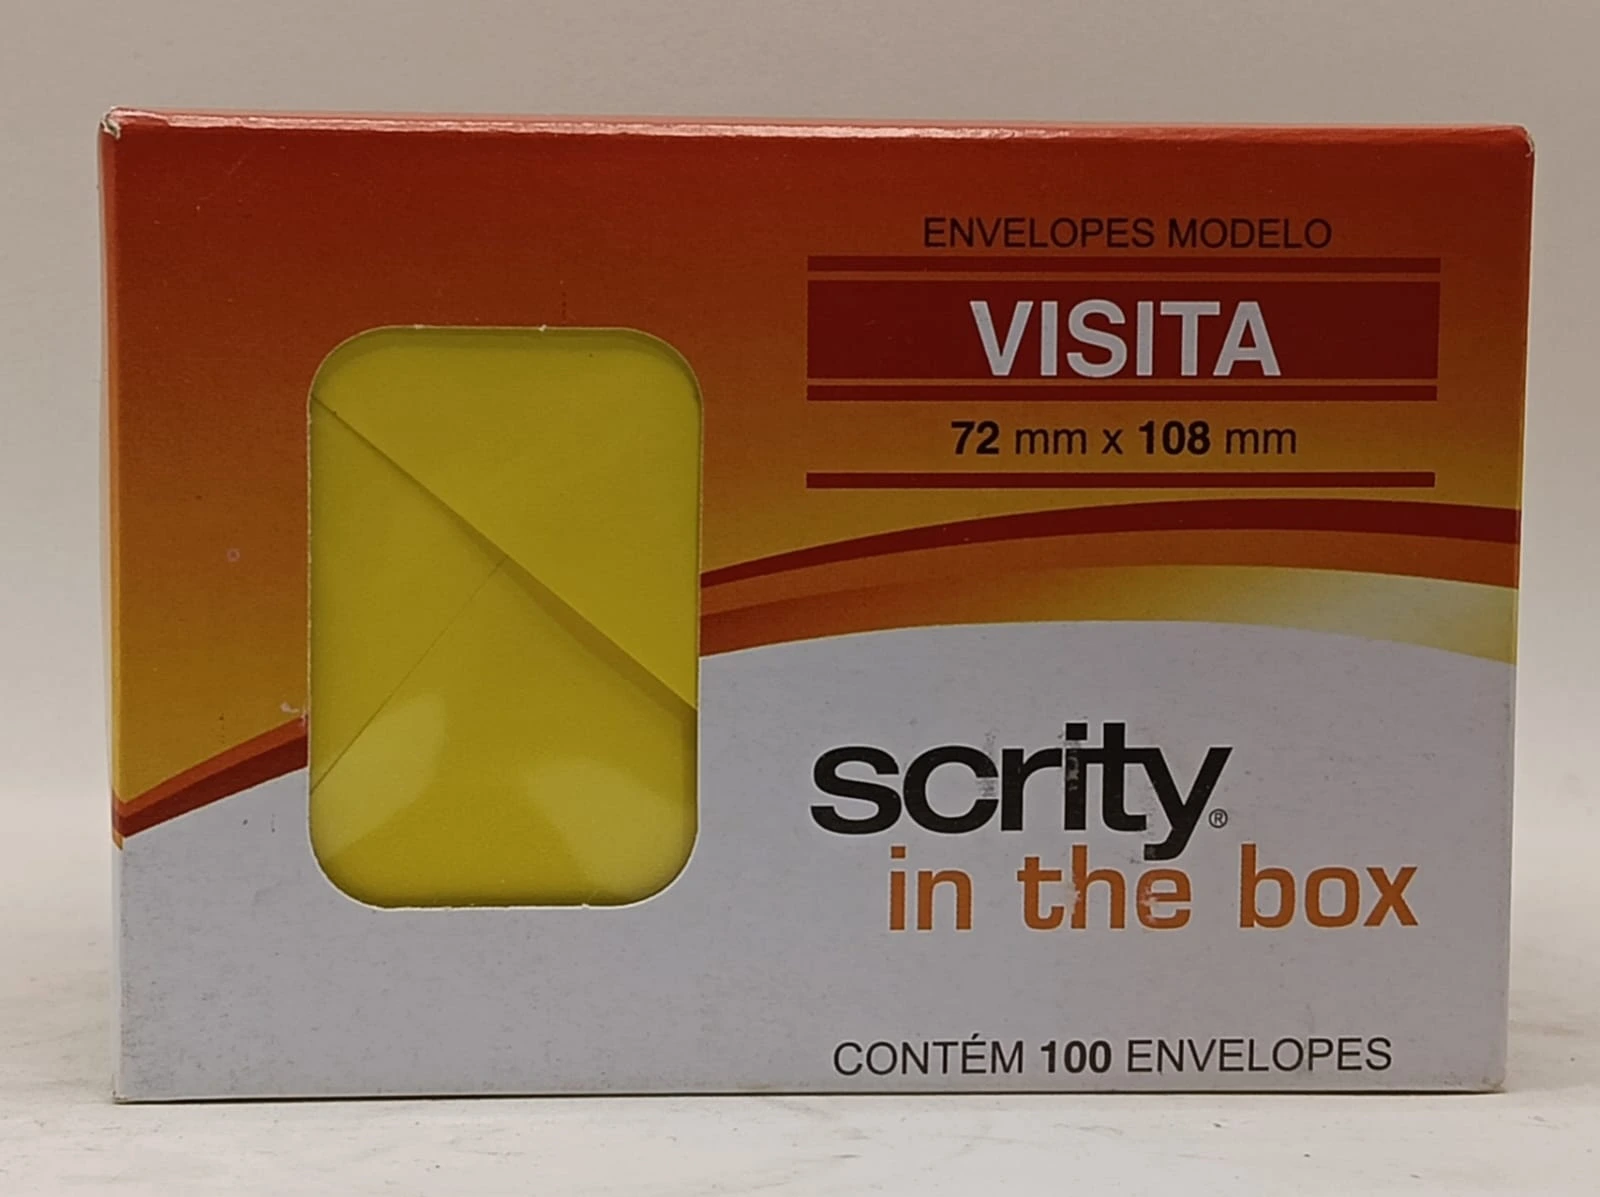 ENVELOPES MODELO
VISITA
72 mm x 108 mm
scrity®
in the box
CONTÉM 100 ENVELOPES